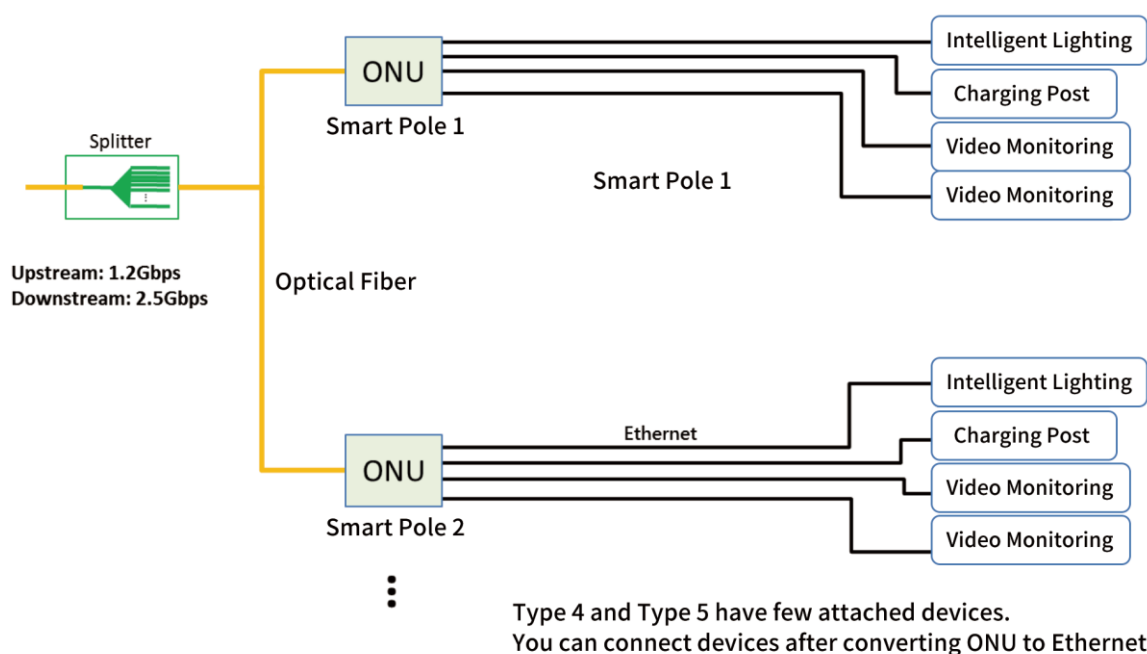 Intelligent Lighting
ONU
Charging Post
Smart Pole 1
Splitter
Video Monitoring
Smart Pole 1
Video Monitoring
Upstream: 1.2Gbps
Downstream: 2.5Gbps
Optical Fiber
Intelligent Lighting
Ethernet
Charging Post
ONU
Video Monitoring
Smart Pole 2
Video Monitoring
Type 4 and Type 5 have few attached devices.
You can connect devices after converting ONU to Ethernet